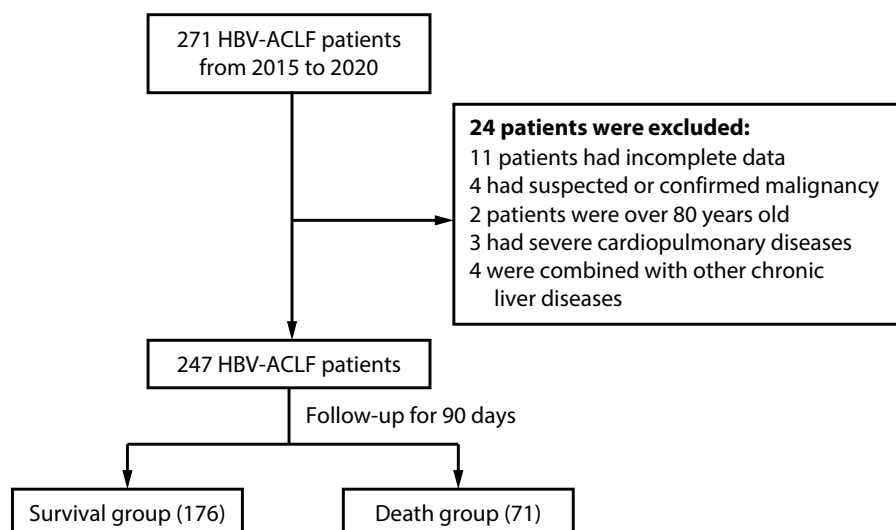 271 HBV-ACLF patients
from 2015 to 2020
24 patients were excluded:
11 patients had incomplete data
4 had suspected or confirmed malignancy
2 patients were over 80 years old
3 had severe cardiopulmonary diseases
4 were combined with other chronic
liver diseases
247 HBV-ACLF patients
Follow-up for 90 days
Survival group (176)
Death group (71)